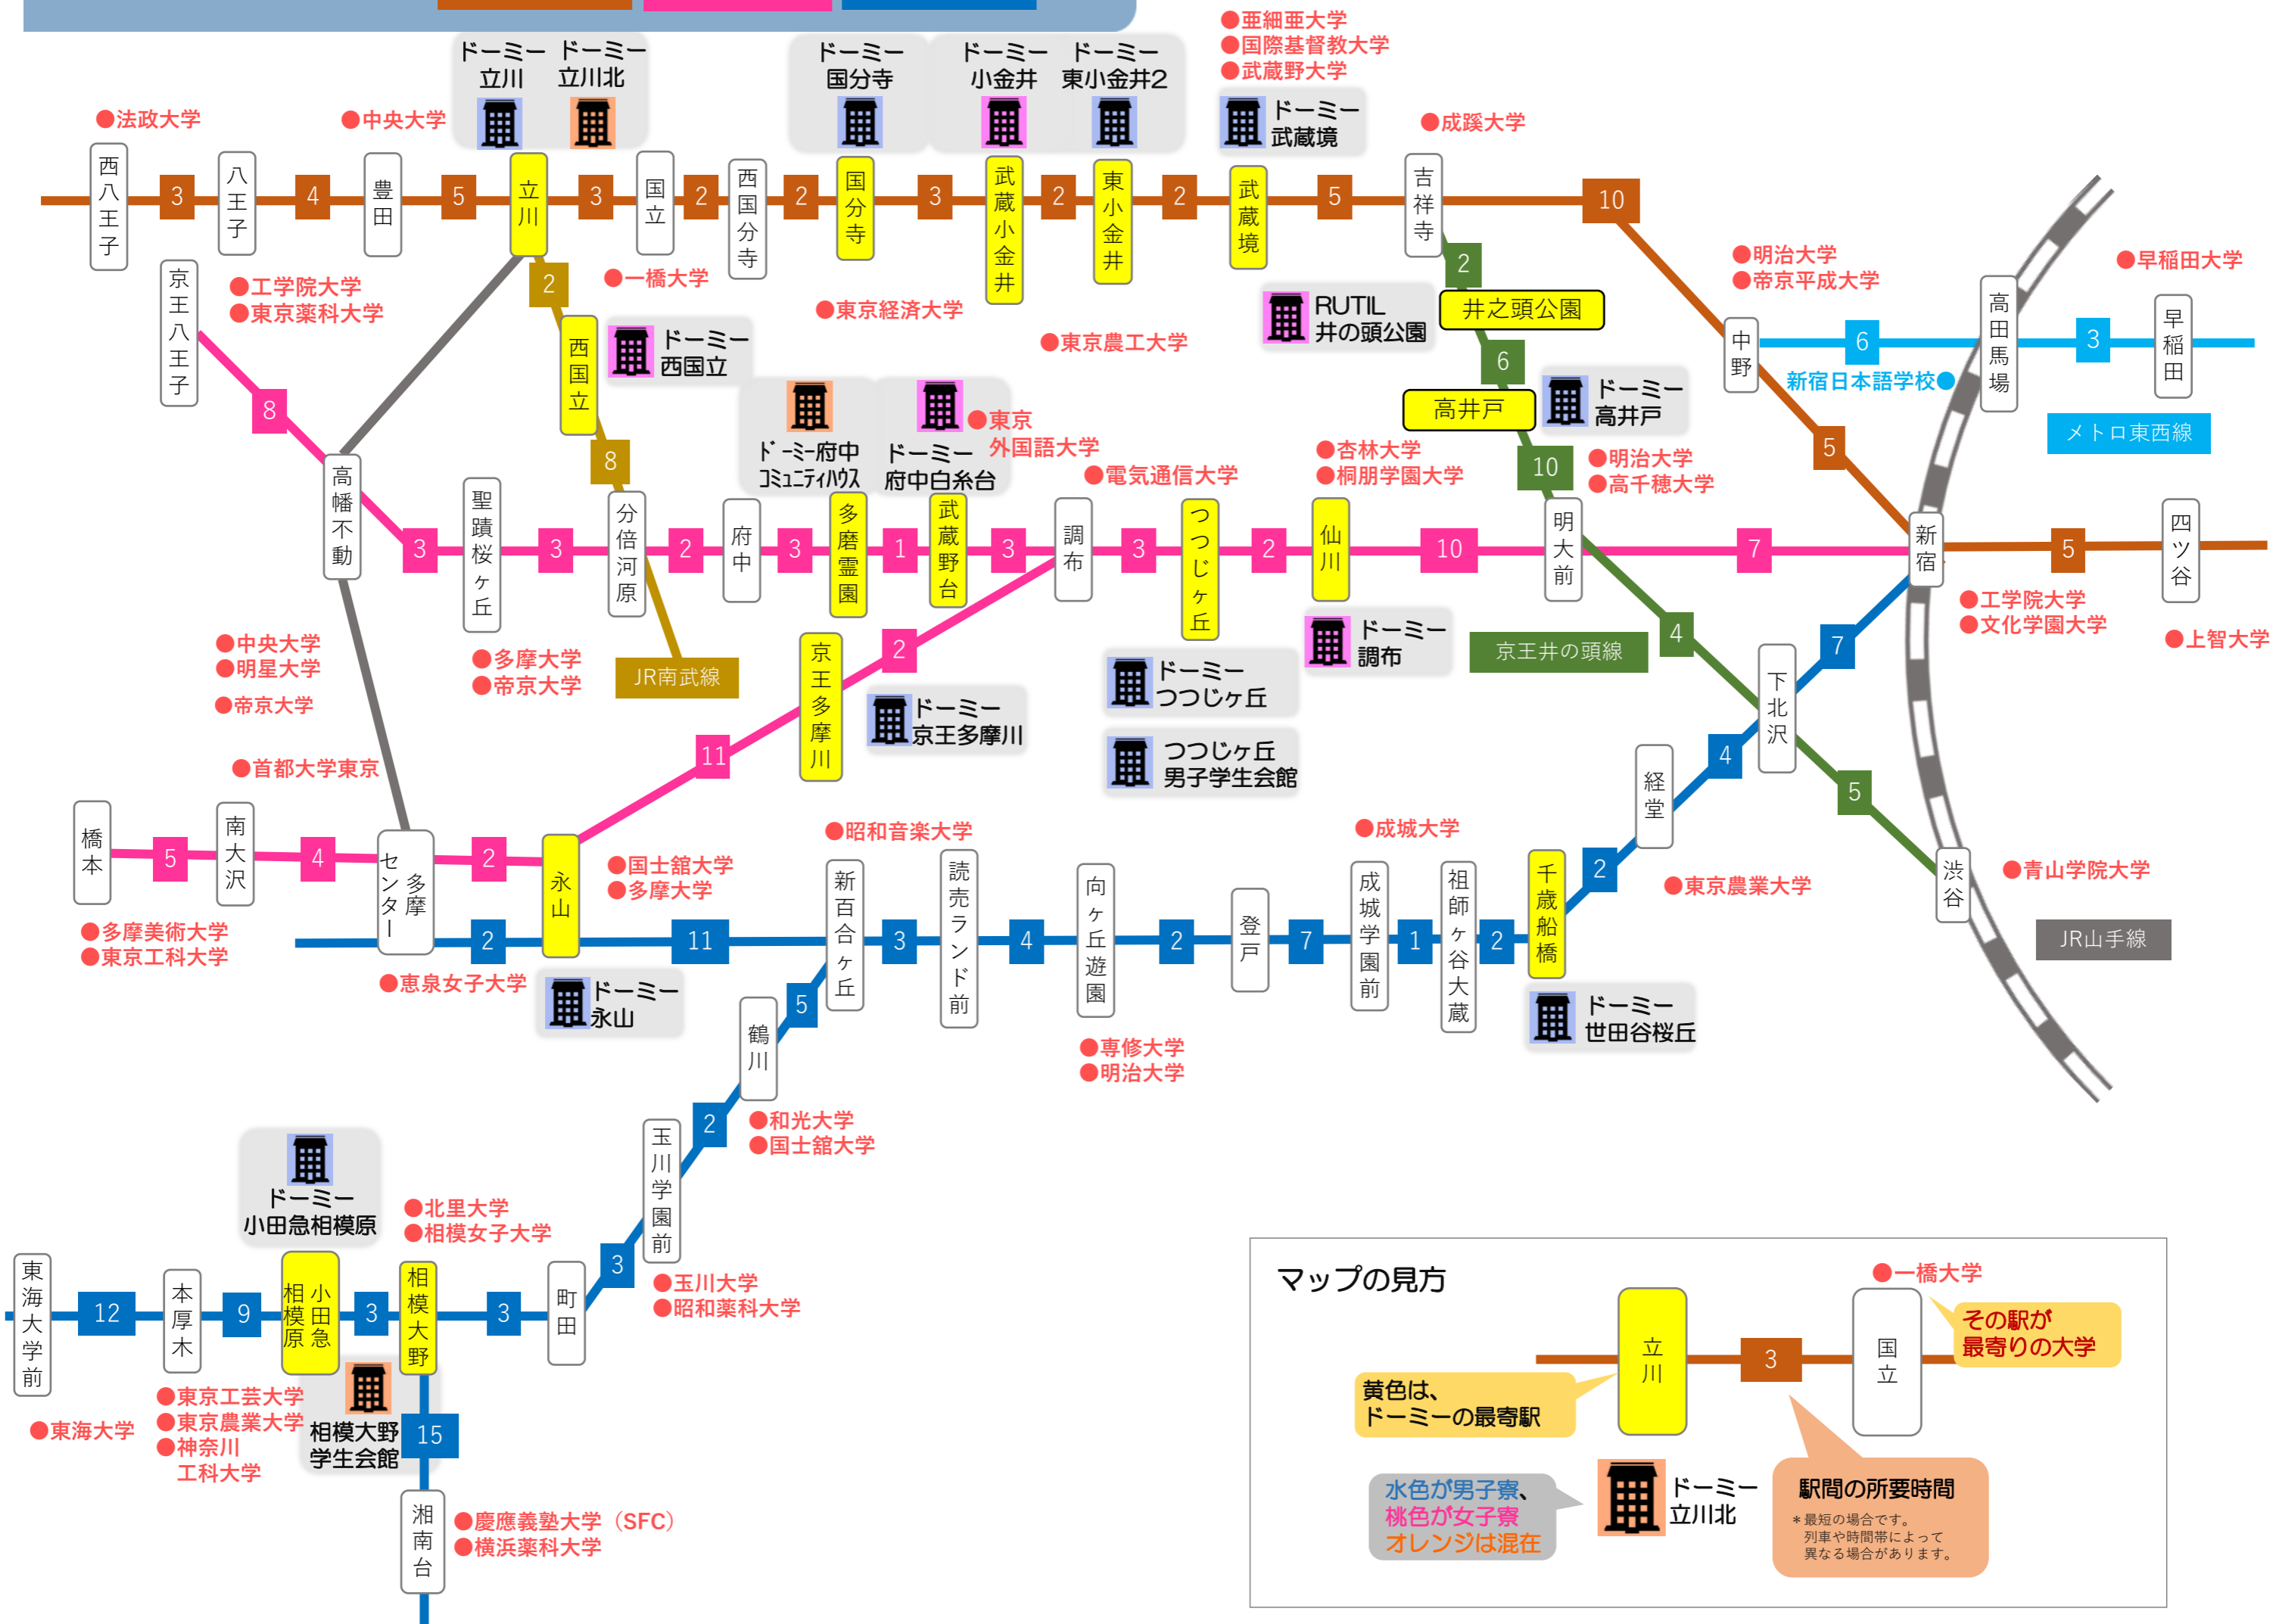 ●亜細亜大学
●国際基督教大学
●武蔵野大学
ドーミー
立川
ドーミー
立川北
ドーミー
国分寺
ドーミー
小金井
ドーミー
東小金井2
ドーミー
武蔵境
●法政大学
●中央大学
●成蹊大学
西八王子
3
八王子
4
豊田
5
立川
3
国立
2
西国分寺
2
国分寺
3
武蔵小金井
2
東小金井
2
武蔵境
5
吉祥寺
10
京王八王子
●工学院大学
●東京薬科大学
2
●一橋大学
●東京経済大学
●東京農工大学
2
●明治大学
●帝京平成大学
●早稲田大学
RUTIL
井の頭公園
井之頭公園
西国立
ドーミー
西国立
中野
6
高田馬場
3
早稲田
新宿日本語学校●
メトロ東西線
6
高井戸
ドーミー
高井戸
8
8
ドーミー府中
コミュニティハウス
ドーミー
府中白糸台
●東京
外国語大学
●電気通信大学
●杏林大学
●桐朋学園大学
10
●明治大学
●高千穂大学
5
高幡不動
3
聖蹟桜ヶ丘
3
分倍河原
2
府中
3
多磨霊園
1
武蔵野台
3
調布
3
つつじヶ丘
2
仙川
10
明大前
7
新宿
5
四ツ谷
●工学院大学
●文化学園大学
●上智大学
●中央大学
●明星大学
●帝京大学
●多摩大学
●帝京大学
JR南武線
京王多摩川
2
ドーミー
京王多摩川
ドーミー
つつじヶ丘
つつじヶ丘
男子学生会館
ドーミー
調布
京王井の頭線
4
7
下北沢
11
●首都大学東京
4
経堂
5
渋谷
●青山学院大学
JR山手線
橋本
5
南大沢
4
多摩
センター
2
永山
●国士舘大学
●多摩大学
●昭和音楽大学
●成城大学
●東京農業大学
●多摩美術大学
●東京工科大学
2
11
新百合ヶ丘
3
読売ランド前
4
向ヶ丘遊園
2
登戸
7
成城学園前
1
祖師ヶ谷大蔵
2
千歳船橋
2
●恵泉女子大学
ドーミー
永山
ドーミー
世田谷桜丘
5
鶴川
●専修大学
●明治大学
2
●和光大学
●国士舘大学
玉川学園前
3
●玉川大学
●昭和薬科大学
ドーミー
小田急相模原
●北里大学
●相模女子大学
東海大学前
12
本厚木
9
小田急
相模原
3
相模大野
3
町田
●東海大学
●東京工芸大学
●東京農業大学
●神奈川
工科大学
相模大野
学生会館
15
湘南台
●慶應義塾大学（SFC）
●横浜薬科大学
マップの見方
●一橋大学
立川
3
国立
その駅が
最寄りの大学
黄色は、
ドーミーの最寄駅
水色が男子寮、
桃色が女子寮
オレンジは混在
ドーミー
立川北
駅間の所要時間
＊最短の場合です。
列車や時間帯によって
異なる場合があります。